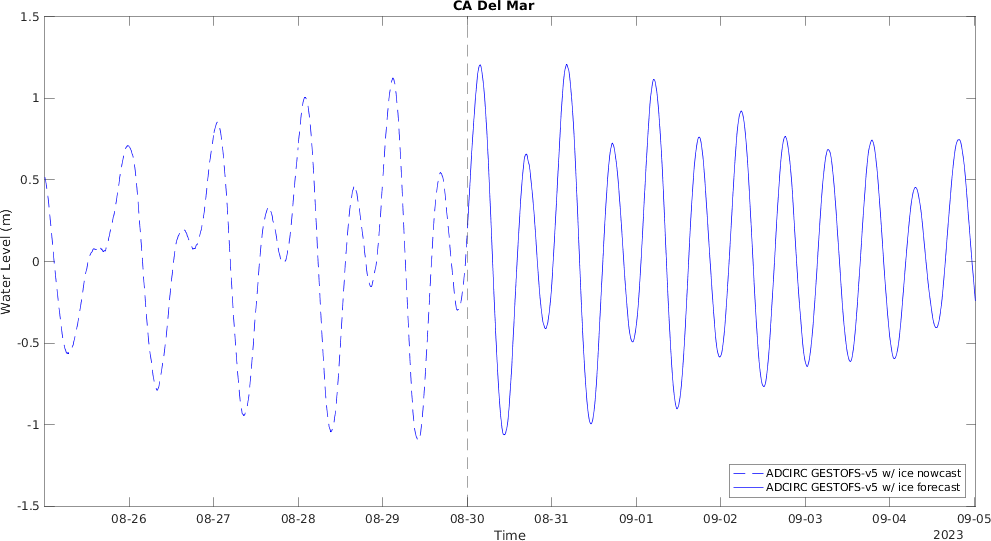 CA Del Mar
1.5
1
0.5
0
-0.5
-1
-1.5
Water Level (m)
ADCIRC GESTOFS-v5 w/ ice nowcast
ADCIRC GESTOFS-v5 w/ ice forecast
08-26 08-27 08-28 08-29 08-30 08-31 09-01 09-02 09-03 09-04 09-05
Time
2023